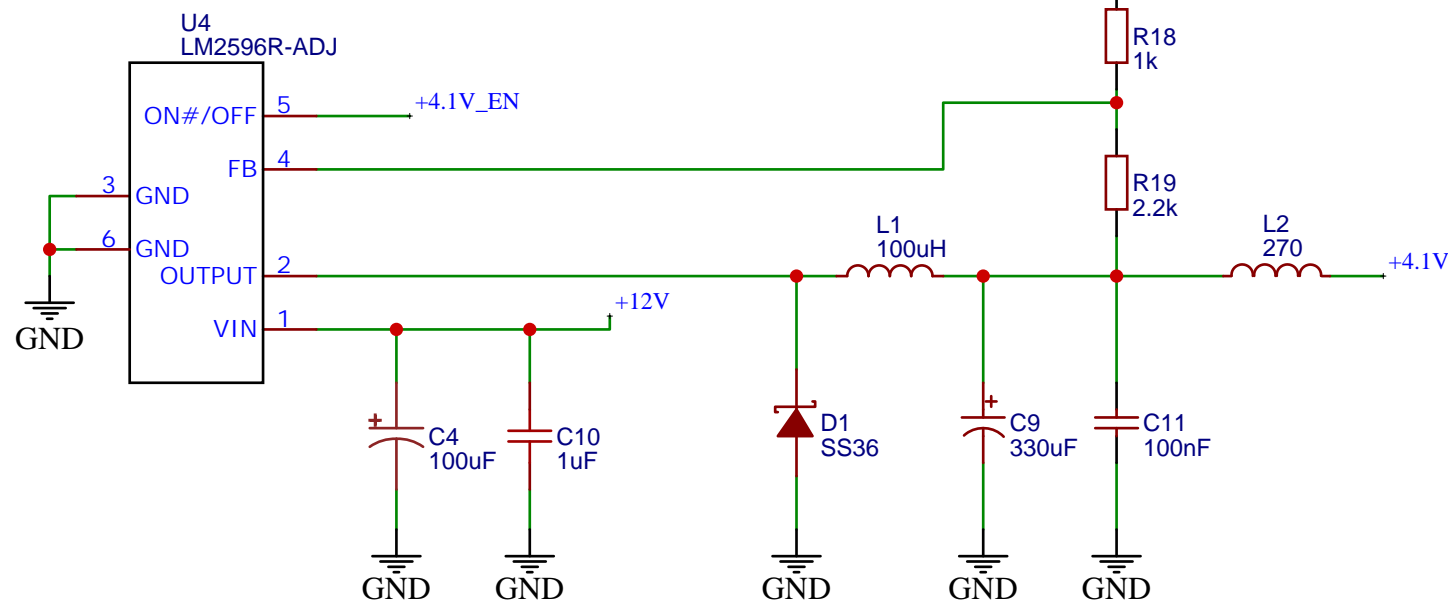 U4
LM2596R-ADJ
R18
1k
ON#/OFF 5 +4.1V_EN
FB 4
3 GND
R19
2.2k
6 GND
L1
100uH
L2
270
OUTPUT 2
+4.1V
+12V
VIN 1
GND
C4
100uF
C10
1uF
D1
SS36
C9
330uF
C11
100nF
GND
GND
GND
GND
GND